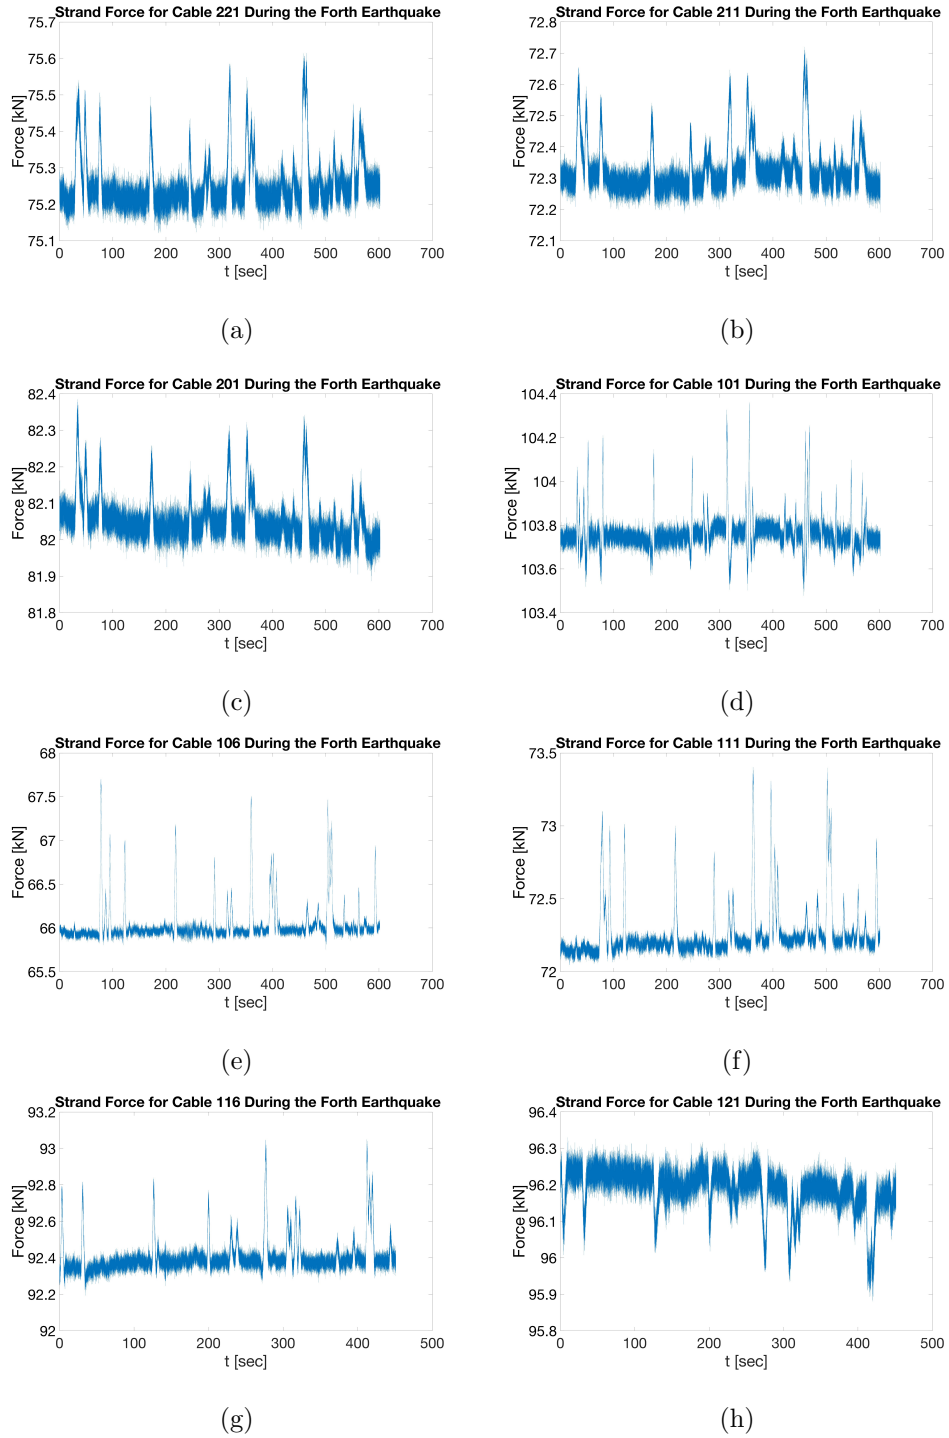 Strand Force for Cable 221 During the Forth Earthquake
75.7
75.6
75.5
75.4
75.3
75.2
75.1
Force [kN]
0 100 200 300 400 500 600 700
t [sec]
(a)
Strand Force for Cable 211 During the Forth Earthquake
72.8
72.7
72.6
72.5
72.4
72.3
72.2
72.1
Force [kN]
0 100 200 300 400 500 600 700
t [sec]
(b)
Strand Force for Cable 201 During the Forth Earthquake
82.4
82.3
82.2
82.1
82
81.9
81.8
Force [kN]
0 100 200 300 400 500 600 700
t [sec]
(c)
Strand Force for Cable 101 During the Forth Earthquake
104.4
104.2
104
103.8
103.6
103.4
Force [kN]
0 100 200 300 400 500 600 700
t [sec]
(d)
Strand Force for Cable 106 During the Forth Earthquake
68
67.5
67
66.5
66
65.5
Force [kN]
0 100 200 300 400 500 600 700
t [sec]
(e)
Strand Force for Cable 111 During the Forth Earthquake
73.5
73
72.5
72
Force [kN]
0 100 200 300 400 500 600 700
t [sec]
(f)
Strand Force for Cable 116 During the Forth Earthquake
93.2
93
92.8
92.6
92.4
92.2
92
Force [kN]
0 100 200 300 400 500
t [sec]
(g)
Strand Force for Cable 121 During the Forth Earthquake
96.4
96.3
96.2
96.1
96
95.9
95.8
Force [kN]
0 100 200 300 400 500
t [sec]
(h)